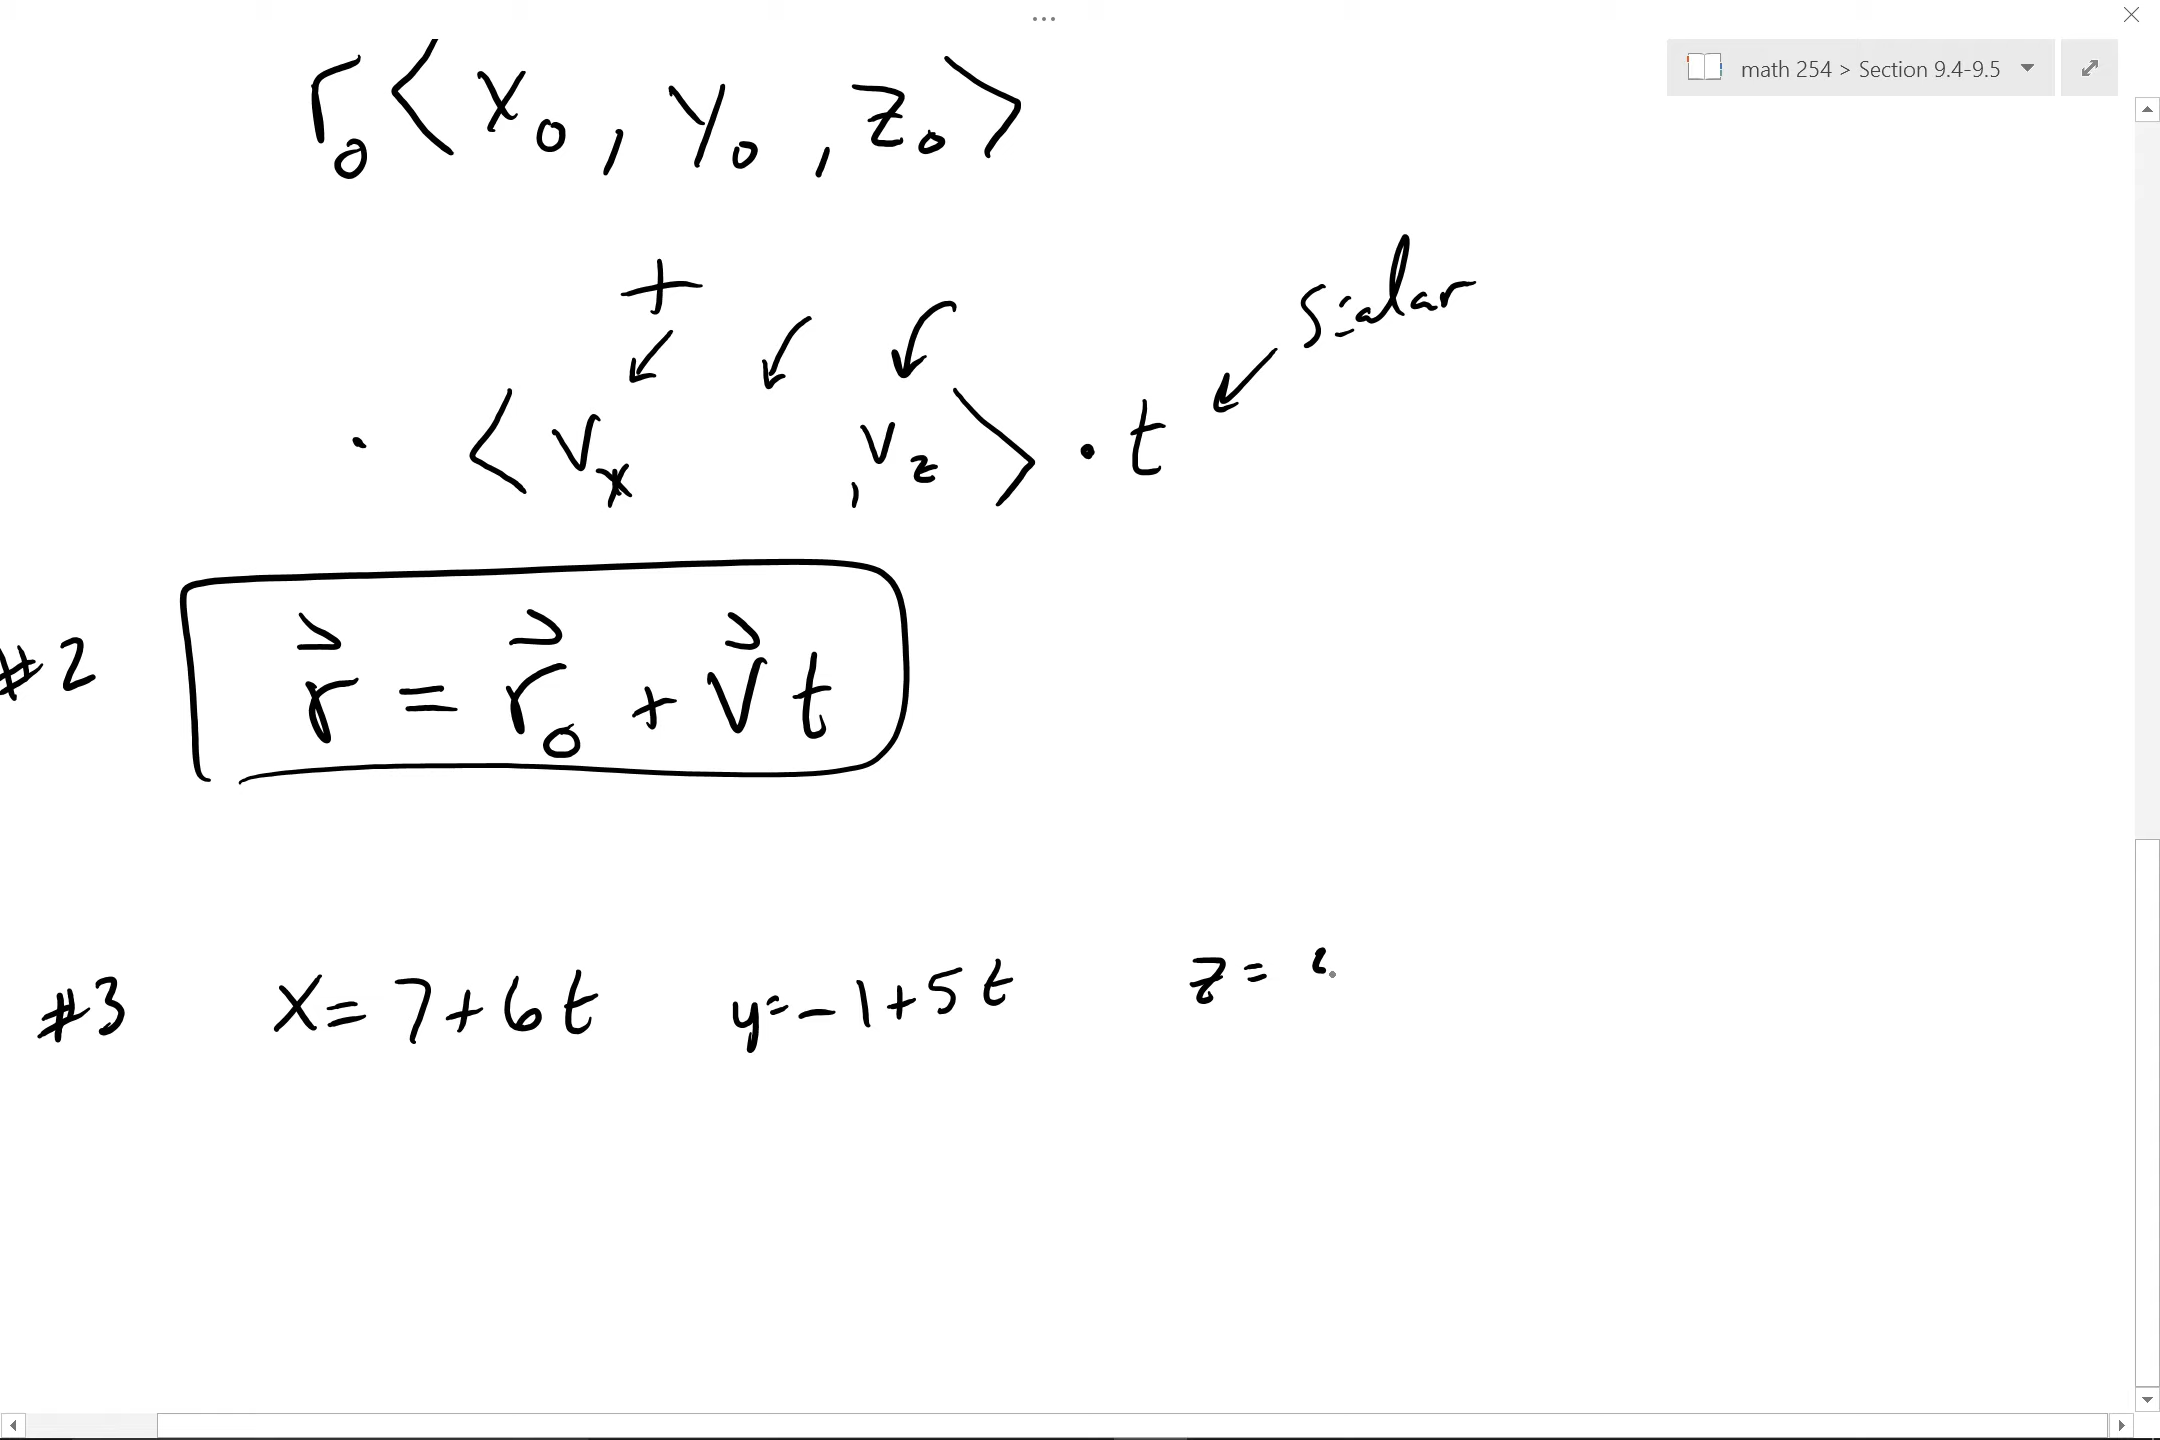 math 254 > Section 9.4-9.5
r₀⟨x₀, y₀, z₀⟩
+
scalar
⟨Vₓ , V_z⟩ · t
#2 r⃗ = r⃗₀ + v⃗ t
#3 X = 7+6t y=-1+5t z=